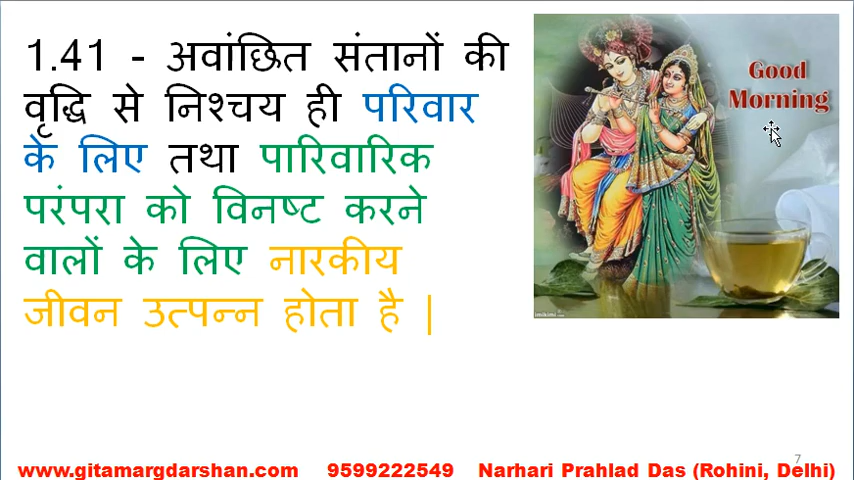 1.41 - अवांछित संतानों की
वृद्धि से निश्चय ही परिवार
के लिए तथा पारिवारिक
परंपरा को विनष्ट करने
वालों के लिए नारकीय
जीवन उत्पन्न होता है |
Good
Morning
7
www.gitamargdarshan.com 9599222549 Narhari Prahlad Das (Rohini, Delhi)